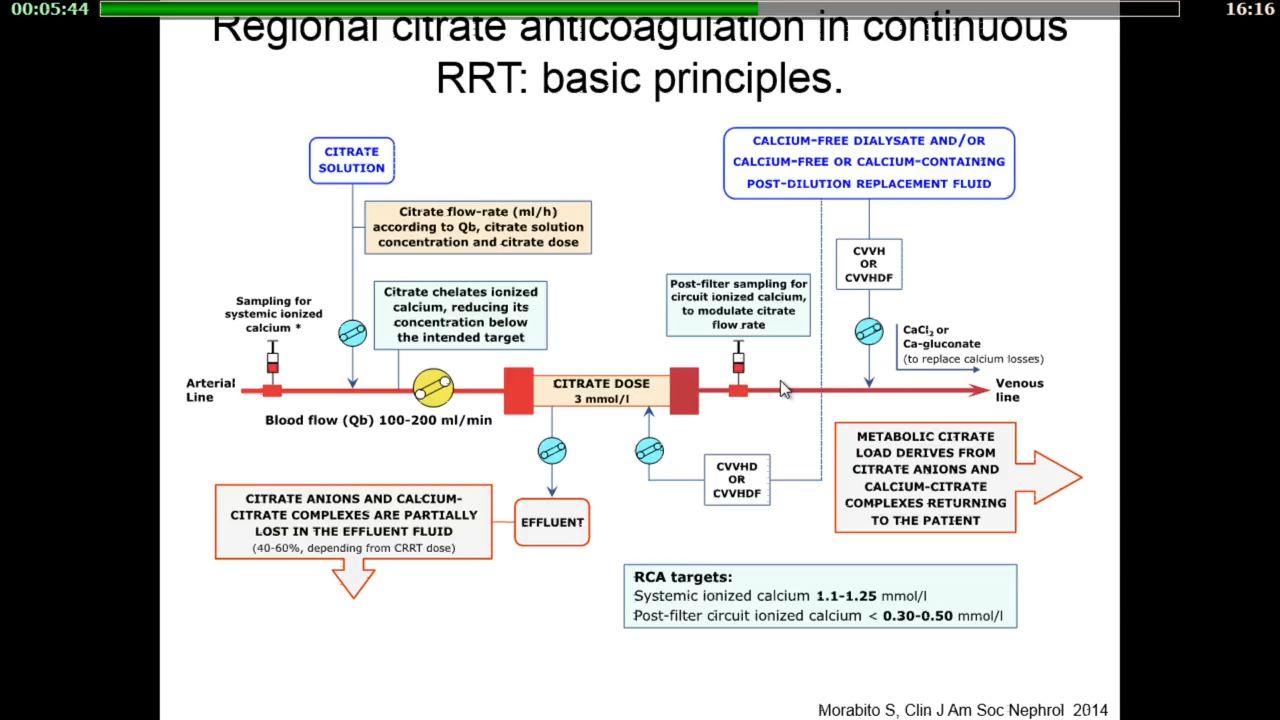 00:05:44
16:16
Regional citrate anticoagulation in continuous
RRT: basic principles.
CITRATE
SOLUTION
CALCIUM-FREE DIALYSATE AND/OR
CALCIUM-FREE OR CALCIUM-CONTAINING
POST-DILUTION REPLACEMENT FLUID
Citrate flow-rate (ml/h)
according to Qb, citrate solution
concentration and citrate dose
CVVH
OR
CVVHDF
Sampling for
systemic ionized
calcium *
Citrate chelates ionized
calcium, reducing its
concentration below
the intended target
Post-filter sampling for
circuit ionized calcium,
to modulate citrate
flow rate
CaCl2 or
Ca-gluconate
(to replace calcium losses)
Arterial
Line
CITRATE DOSE
3 mmol/l
Venous
line
Blood flow (Qb) 100-200 ml/min
CVVHD
OR
CVVHDF
METABOLIC CITRATE
LOAD DERIVES FROM
CITRATE ANIONS AND
CALCIUM-CITRATE
COMPLEXES RETURNING
TO THE PATIENT
CITRATE ANIONS AND CALCIUM-
CITRATE COMPLEXES ARE PARTIALLY
LOST IN THE EFFLUENT FLUID
(40-60%, depending from CRRT dose)
EFFLUENT
RCA targets:
Systemic ionized calcium 1.1-1.25 mmol/l
Post-filter circuit ionized calcium < 0.30-0.50 mmol/l
Morabito S, Clin J Am Soc Nephrol 2014